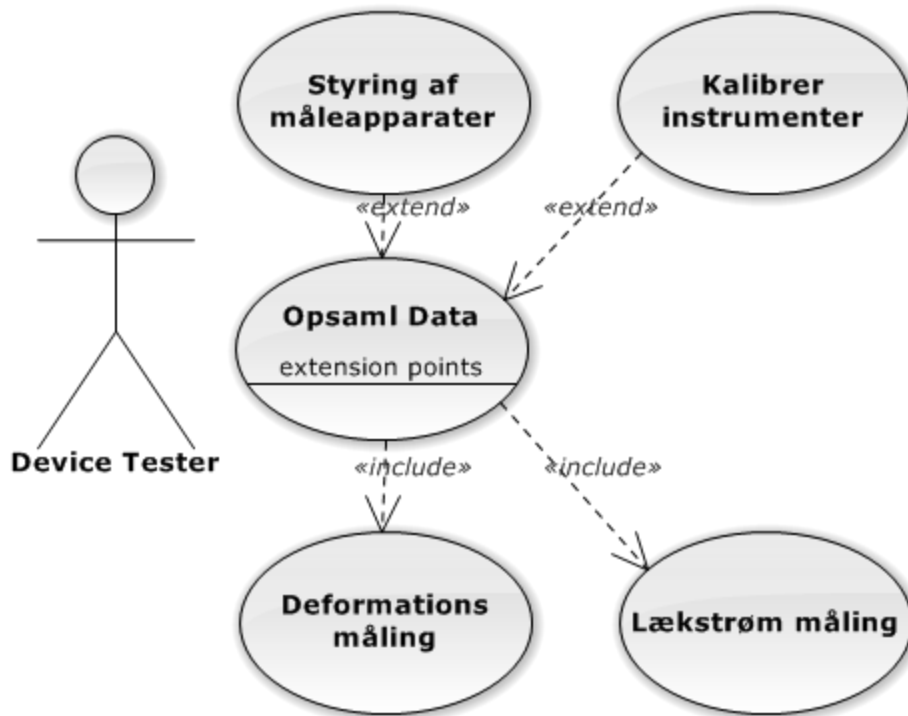 Styring af
måleapparater
Kalibrer
instrumenter
«extend»
«extend»
Opsaml Data
extension points
Device Tester
«include»
«include»
Deformations
måling
Lækstrøm måling